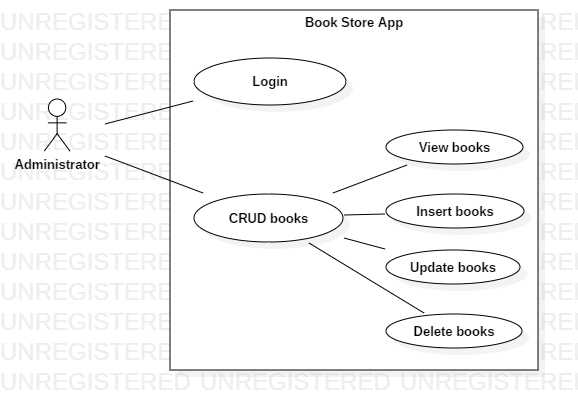 Book Store App
Login
Administrator
View books
CRUD books
Insert books
Update books
Delete books
UNREGISTERED UNREGISTERED UNREGISTERED